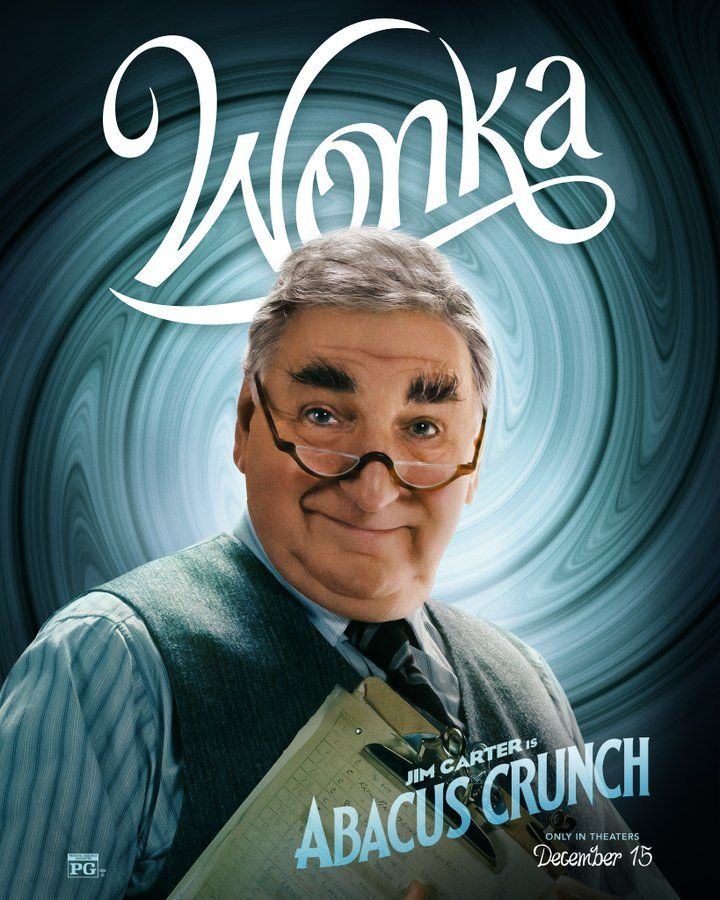 Wonka
JIM CARTER IS
ABACUS CRUNCH
ONLY IN THEATERS
December 15
PG